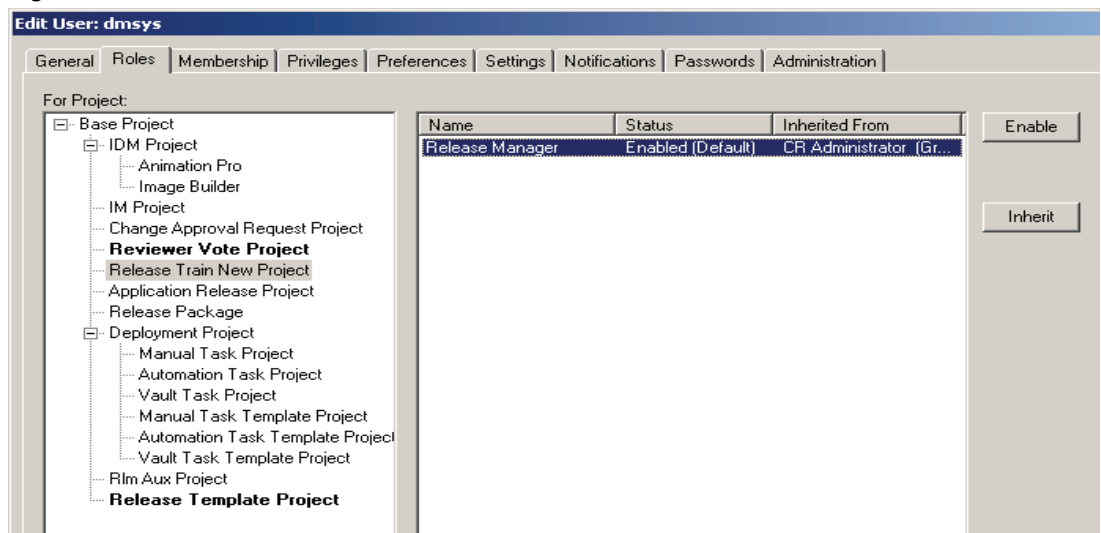 Edit User: dmsys
General Roles Membership Privileges Preferences Settings Notifications Passwords Administration
For Project:
Base Project
IDM Project
Animation Pro
Image Builder
IM Project
Change Approval Request Project
Reviewer Vote Project
Release Train New Project
Application Release Project
Release Package
Deployment Project
Manual Task Project
Automation Task Project
Vault Task Project
Manual Task Template Project
Automation Task Template Project
Vault Task Template Project
Rlm Aux Project
Release Template Project
Name Status Inherited From
Release Manager Enabled (Default) CR Administrator (Gr...
Enable
Inherit